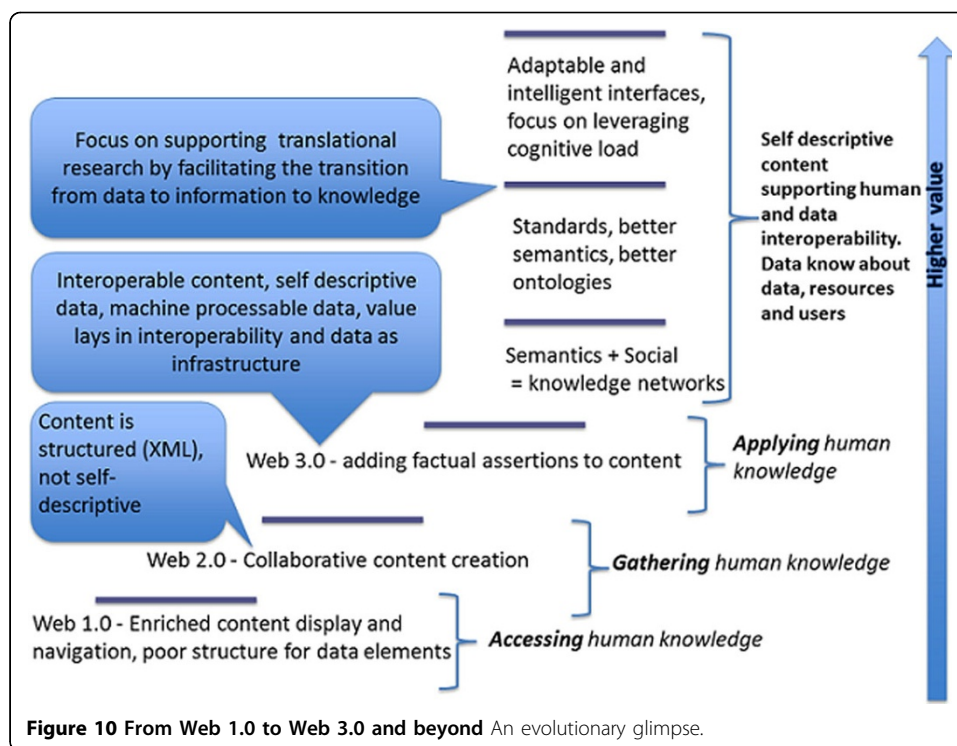 Adaptable and
intelligent interfaces,
focus on leveraging
cognitive load
Focus on supporting translational
research by facilitating the transition
from data to information to knowledge
Standards, better
semantics, better
ontologies
Self descriptive
content
supporting human
and data
interoperability.
Data know about
data, resources
and users
Higher value
Interoperable content, self descriptive
data, machine processable data, value
lays in interoperability and data as
infrastructure
Semantics + Social
= knowledge networks
Content is
structured (XML),
not self-
descriptive
Web 3.0 - adding factual assertions to content
Applying human
knowledge
Web 2.0 - Collaborative content creation
Gathering human knowledge
Web 1.0 - Enriched content display and
navigation, poor structure for data elements
Accessing human knowledge
Figure 10 From Web 1.0 to Web 3.0 and beyond An evolutionary glimpse.